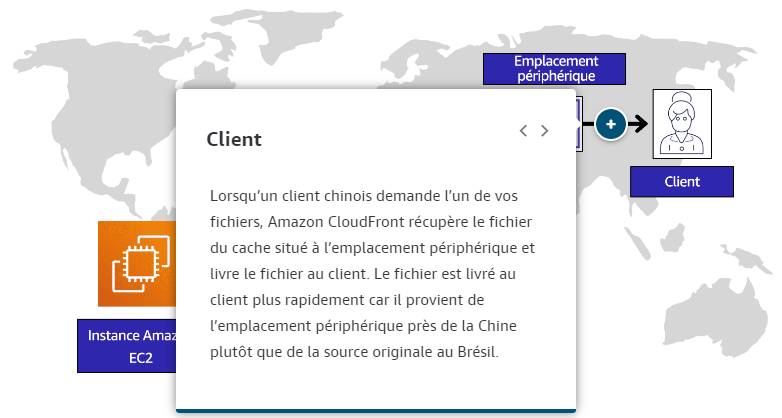 Emplacement
périphérique
Client
Client
Lorsqu’un client chinois demande l’un de vos
fichiers, Amazon CloudFront récupère le fichier
du cache situé à l’emplacement périphérique et
livre le fichier au client. Le fichier est livré au
client plus rapidement car il provient de
l’emplacement périphérique près de la Chine
plutôt que de la source originale au Brésil.
Instance
EC2